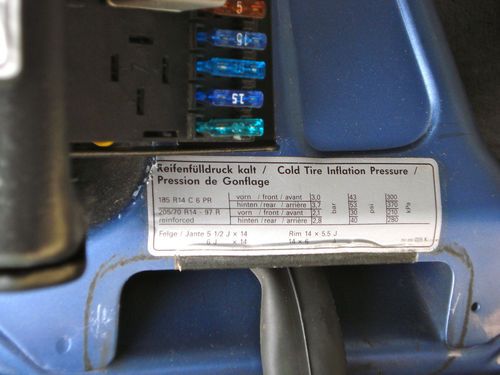 5
15
15
Reifenfülldruck kalt / Cold Tire Inflation Pressure /
Pression de Gonflage
185 R14 C 6 PR vorn / front / avant 3,0 bar 43 psi 300 kPa
hinten / rear / arrière 3,7 53 370
205/70 R14 - 97 R vorn / front / avant 2,1 30 210
reinforced hinten / rear / arrière 2,8 40 280
Felge / Jante 5 1/2 J × 14 Rim 14 × 5.5 J
6 J × 14 14 × 6